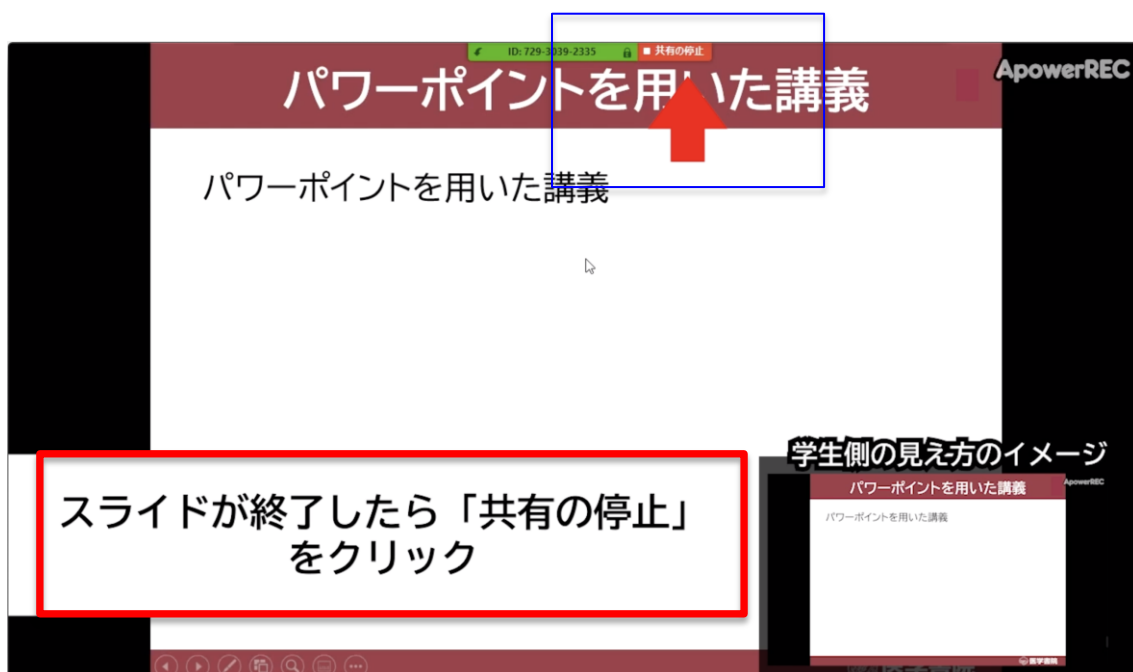 ID: 729-3039-2335
共有の停止
ApowerREC
パワーポイントを用いた講義
パワーポイントを用いた講義
スライドが終了したら「共有の停止」
をクリック
学生側の見え方のイメージ
パワーポイントを用いた講義
ApowerREC
パワーポイントを用いた講義
医学書院